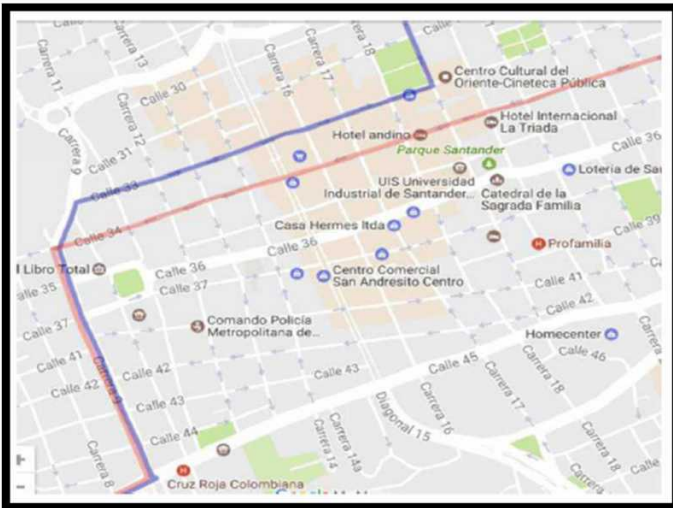 Carrera 11
Carrera 13
Carrera 16
Carrera 17
Carrera 18
Calle 30
Carrera 12
Carrera 9
Centro Cultural del
Oriente-Cineteca Pública
Hotel Internacional
La Triada
Hotel andino
Parque Santander
Calle 36
Calle 31
Calle 33
UIS Universidad
Industrial de Santander...
Lotería de Sa
Catedral de la
Sagrada Familia
Casa Hermes ltda
Calle 34
Calle 36
Calle 39
Profamilia
l Libro Total
Calle 36
Centro Comercial
San Andresito Centro
Calle 35
Calle 37
Calle 41
Calle 42
Calle 37
Comando Policía
Metropolitana de...
Homecenter
Calle 46
Calle 41
Calle 42
Calle 42
Calle 43
Calle 45
Calle 43
Carrera 9
Calle 44
Carrera 8
Diagonal 15
Carrera 16
Carrera 17
Carrera 18
Carrera 14
Carrera 14a
Calle
Cruz Roja Colombiana